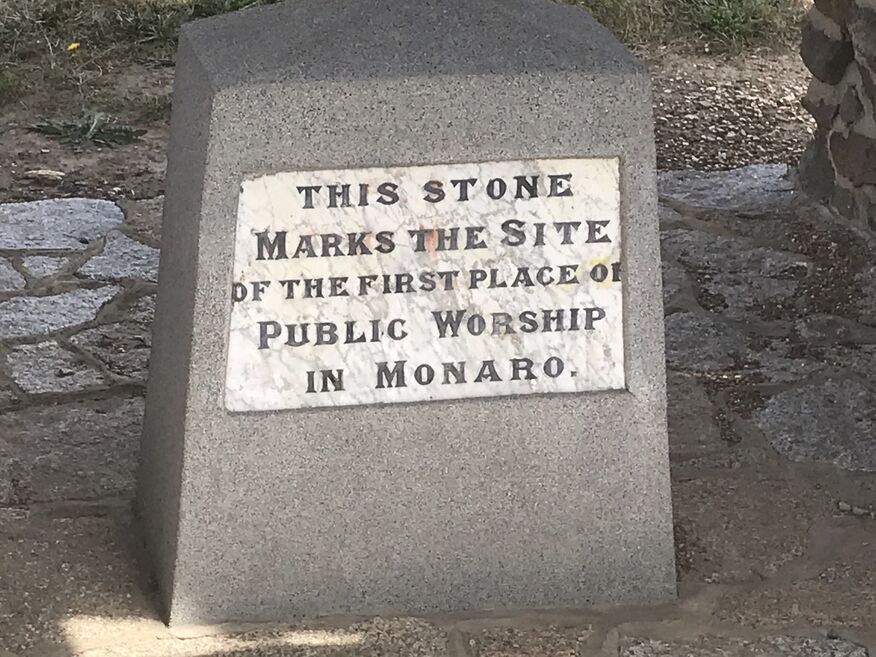 THIS STONE
MARKS THE SITE
OF THE FIRST PLACE OF
PUBLIC WORSHIP
IN MONARO.